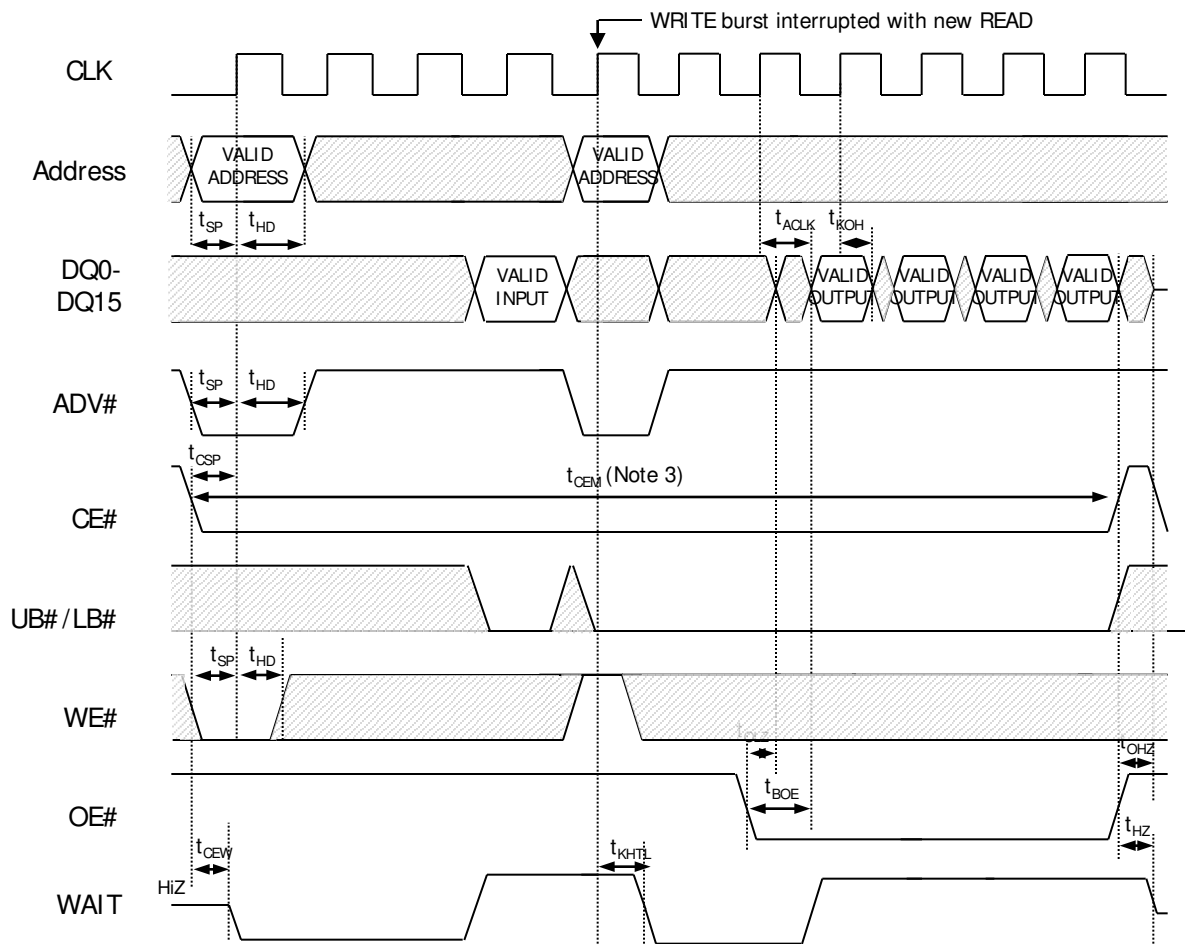 WRITE burst interrupted with new READ
CLK
Address
VALID
ADDRESS
VALID
ADDRESS
tSP
tHD
tACLK
tKOH
DQ0-
DQ15
VALID
INPUT
VALID
OUTPUT
VALID
OUTPUT
VALID
OUTPUT
VALID
OUTPUT
ADV#
tSP
tHD
CE#
tCSP
tCEM (Note 3)
UB# / LB#
WE#
tSP
tHD
tOLZ
tOHZ
OE#
tBOE
tHZ
tCEW
tKHTL
HiZ
WAIT